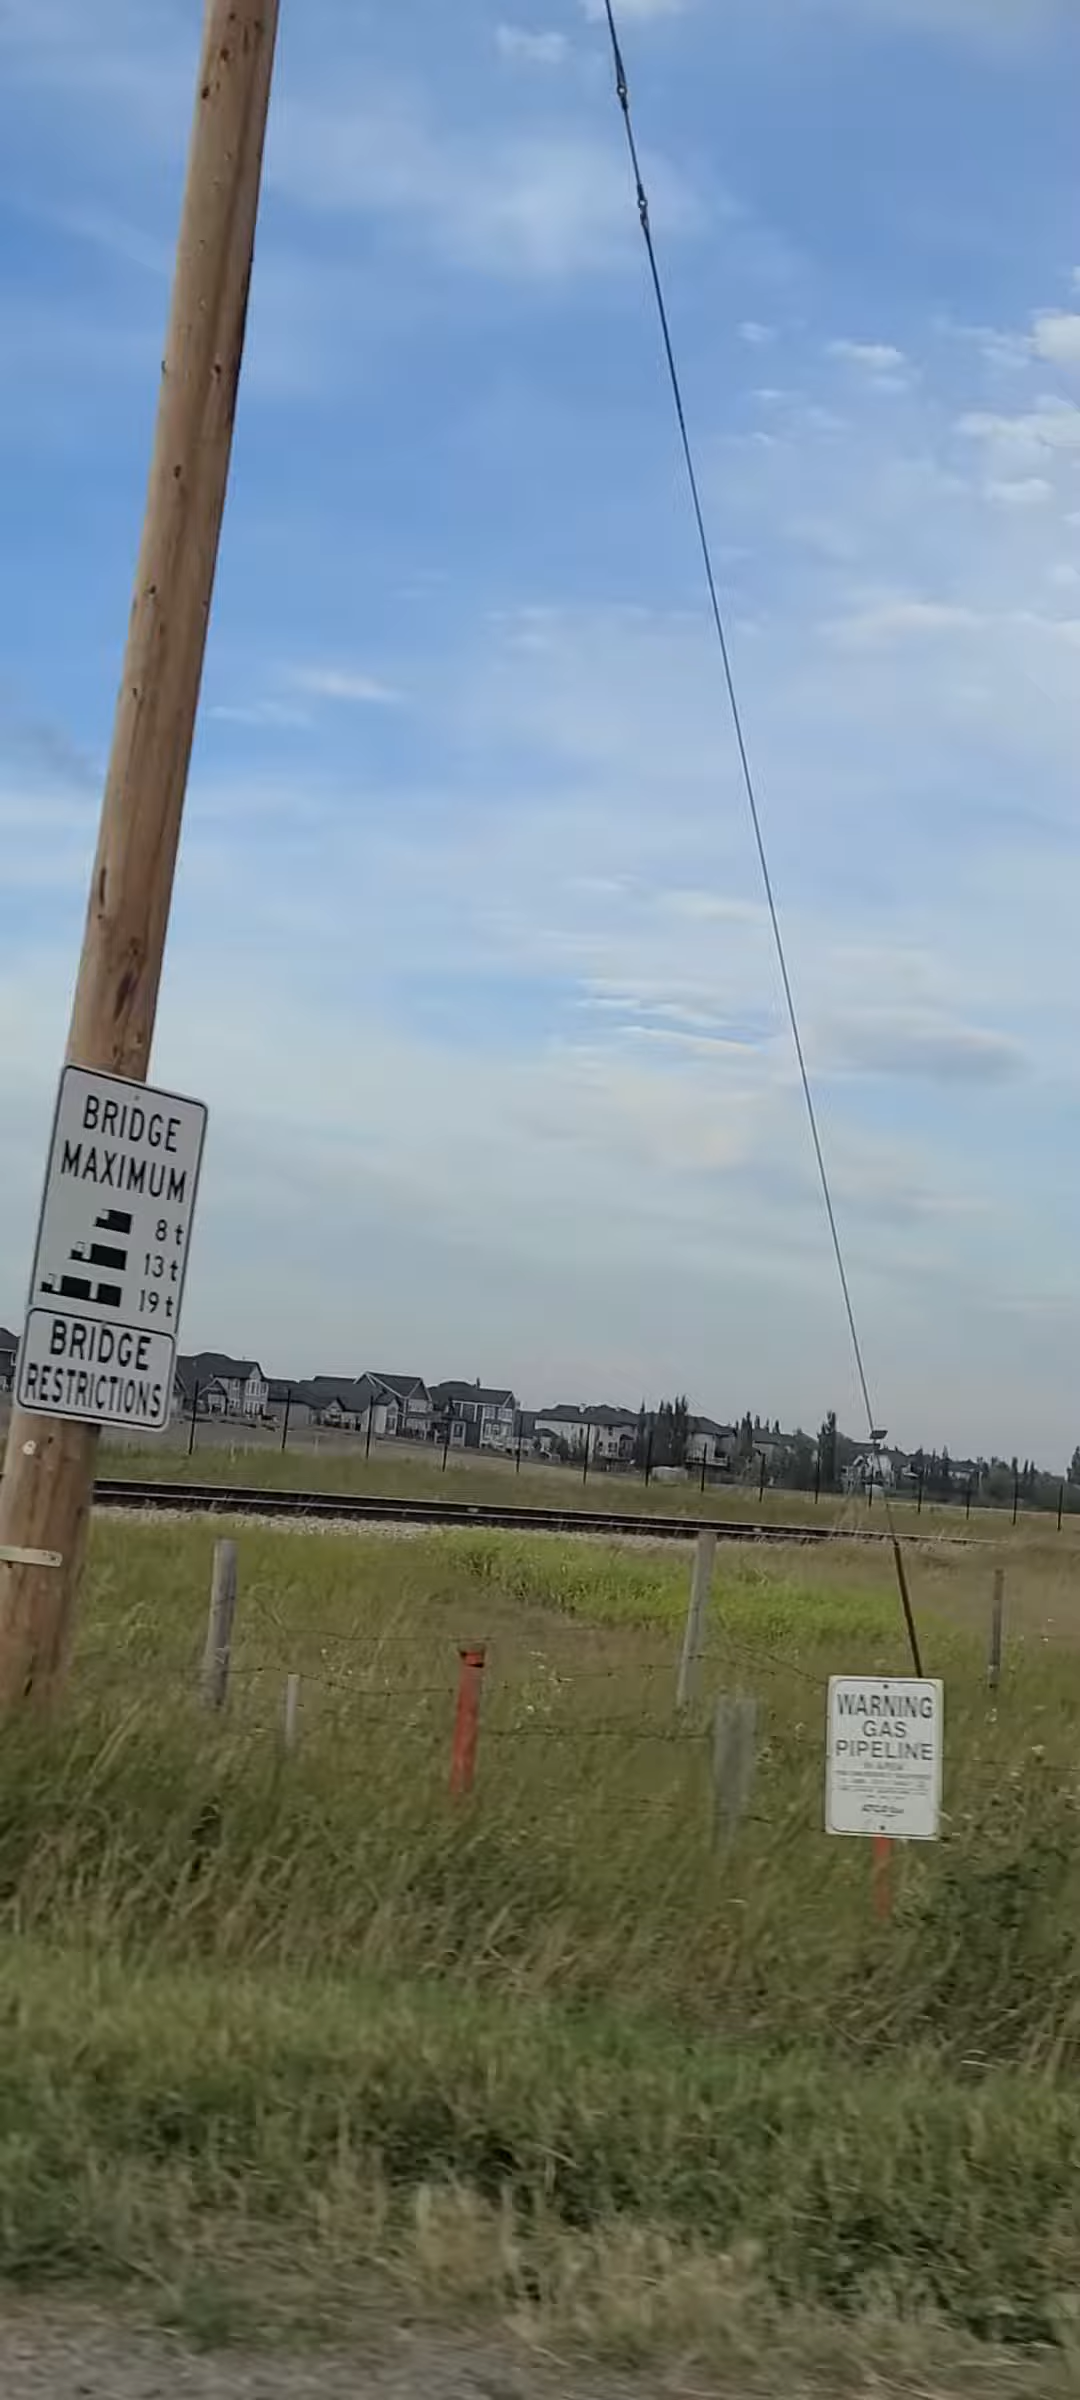 BRIDGE
MAXIMUM
8 t
13 t
19 t
BRIDGE
RESTRICTIONS
WARNING
GAS
PIPELINE
IN AREA